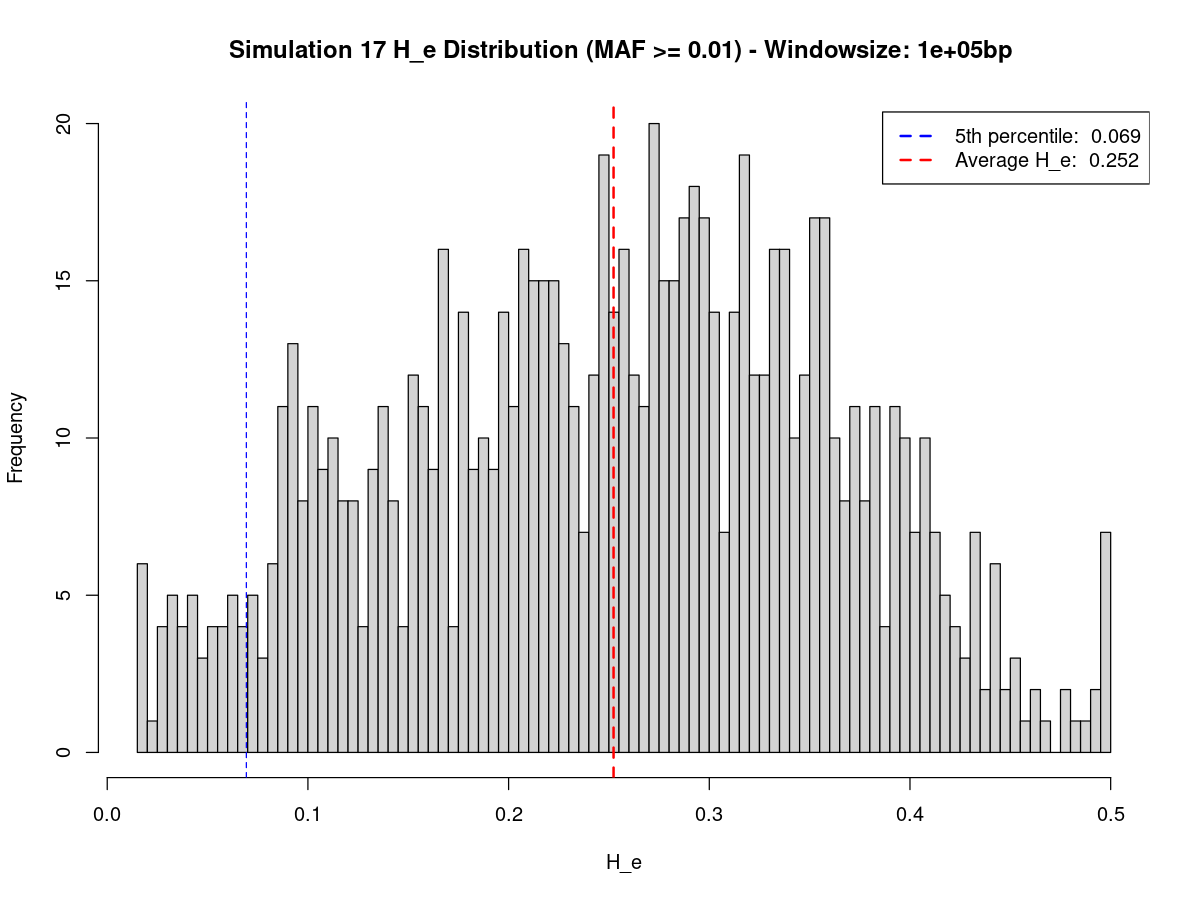 Simulation 17 H_e Distribution (MAF >= 0.01) - Windowsize: 1e+05bp
5th percentile: 0.069
Average H_e: 0.252
Frequency
20
15
10
5
0
0.0 0.1 0.2 0.3 0.4 0.5
H_e